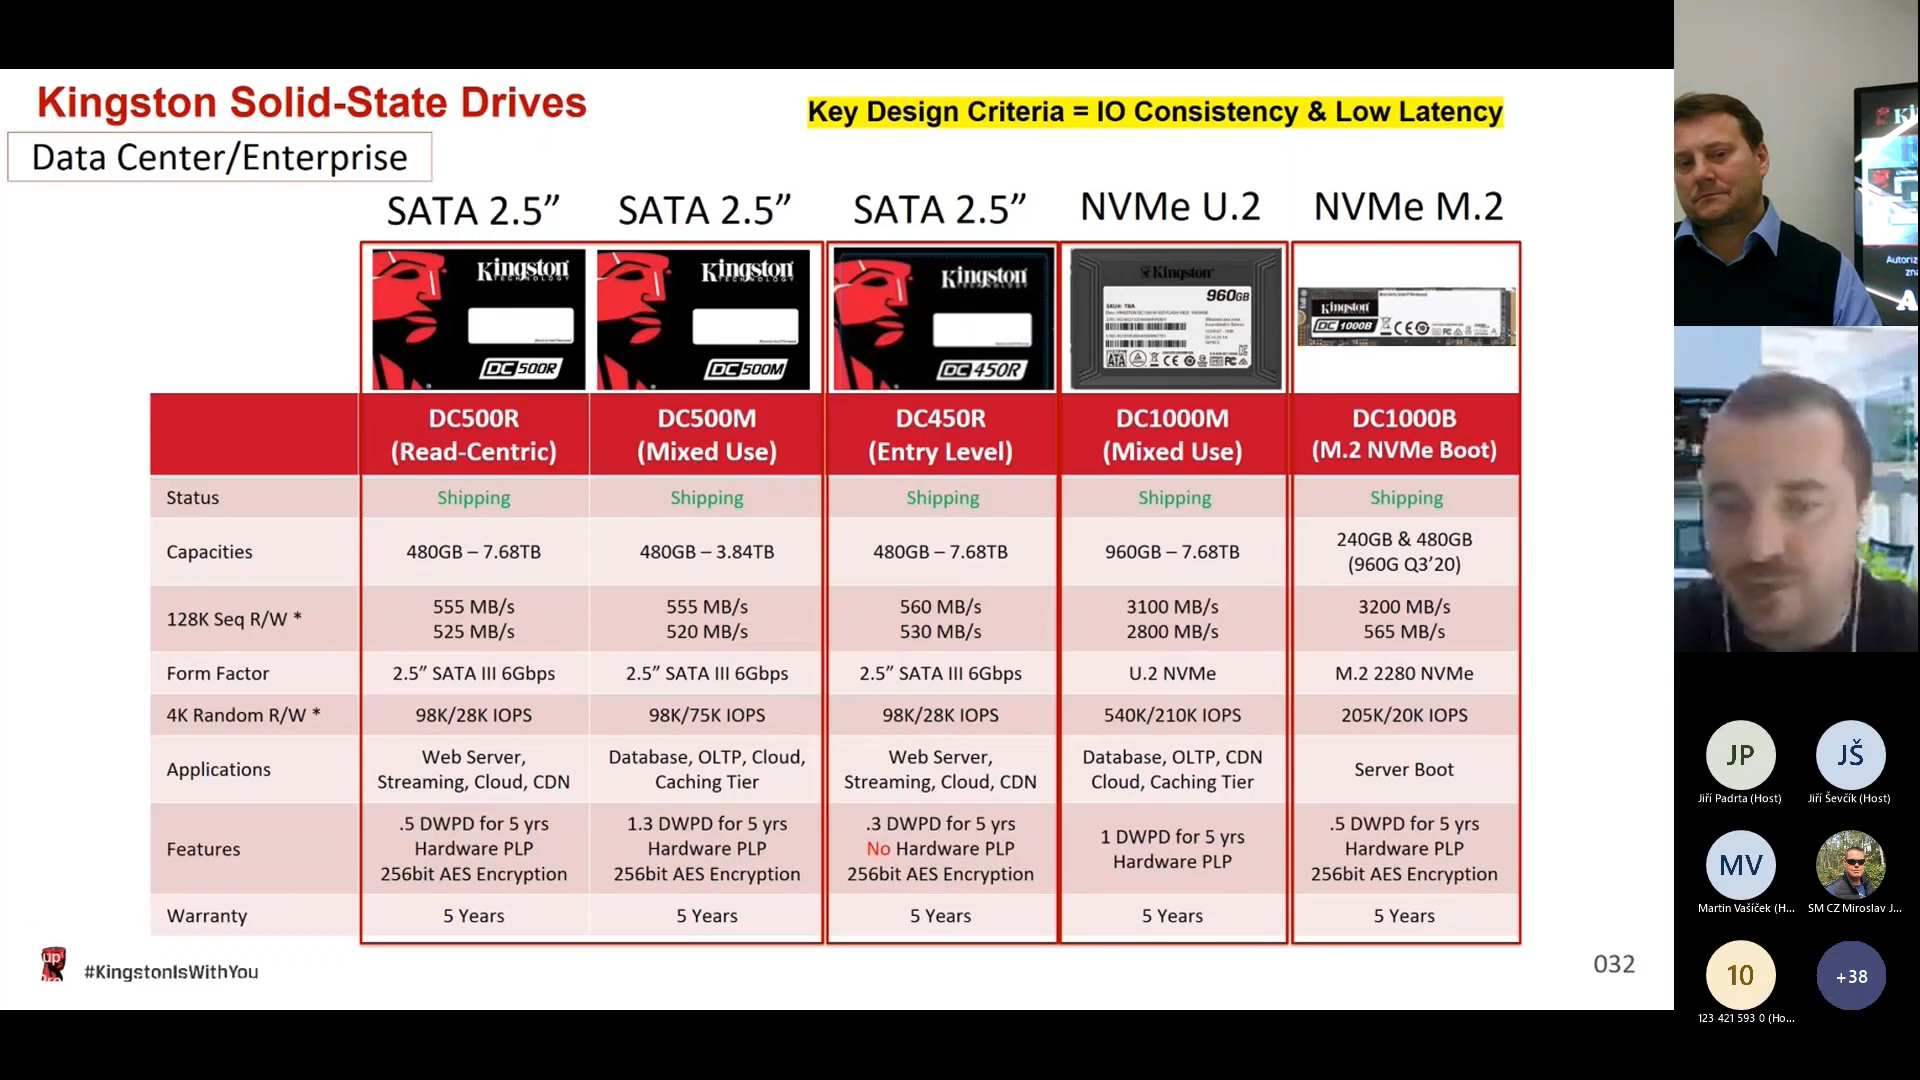 Kingston Solid-State Drives
Key Design Criteria = IO Consistency & Low Latency
Data Center/Enterprise
SATA 2.5”
SATA 2.5”
SATA 2.5”
NVMe U.2
NVMe M.2
Kingston
TECHNOLOGY
DC500R
Kingston
TECHNOLOGY
DC500M
Kingston
TECHNOLOGY
DC450R
Kingston
960GB
Kingston
DC1000B
DC500R
(Read-Centric)
DC500M
(Mixed Use)
DC450R
(Entry Level)
DC1000M
(Mixed Use)
DC1000B
(M.2 NVMe Boot)
Status
Shipping
Shipping
Shipping
Shipping
Shipping
Capacities
480GB – 7.68TB
480GB – 3.84TB
480GB – 7.68TB
960GB – 7.68TB
240GB & 480GB
(960G Q3’20)
128K Seq R/W *
555 MB/s
525 MB/s
555 MB/s
520 MB/s
560 MB/s
530 MB/s
3100 MB/s
2800 MB/s
3200 MB/s
565 MB/s
Form Factor
2.5” SATA III 6Gbps
2.5” SATA III 6Gbps
2.5” SATA III 6Gbps
U.2 NVMe
M.2 2280 NVMe
4K Random R/W *
98K/28K IOPS
98K/75K IOPS
98K/28K IOPS
540K/210K IOPS
205K/20K IOPS
Applications
Web Server,
Streaming, Cloud, CDN
Database, OLTP, Cloud,
Caching Tier
Web Server,
Streaming, Cloud, CDN
Database, OLTP, CDN
Cloud, Caching Tier
Server Boot
Features
.5 DWPD for 5 yrs
Hardware PLP
256bit AES Encryption
1.3 DWPD for 5 yrs
Hardware PLP
256bit AES Encryption
.3 DWPD for 5 yrs
No Hardware PLP
256bit AES Encryption
1 DWPD for 5 yrs
Hardware PLP
.5 DWPD for 5 yrs
Hardware PLP
256bit AES Encryption
Warranty
5 Years
5 Years
5 Years
5 Years
5 Years
#KingstonIsWithYou
032
JP
Jiří Padrta (Host)
JŠ
Jiří Ševčík (Host)
MV
Martin Vašíček (H...
SM CZ Miroslav J...
10
123 421 593 0 (Ho...
+38